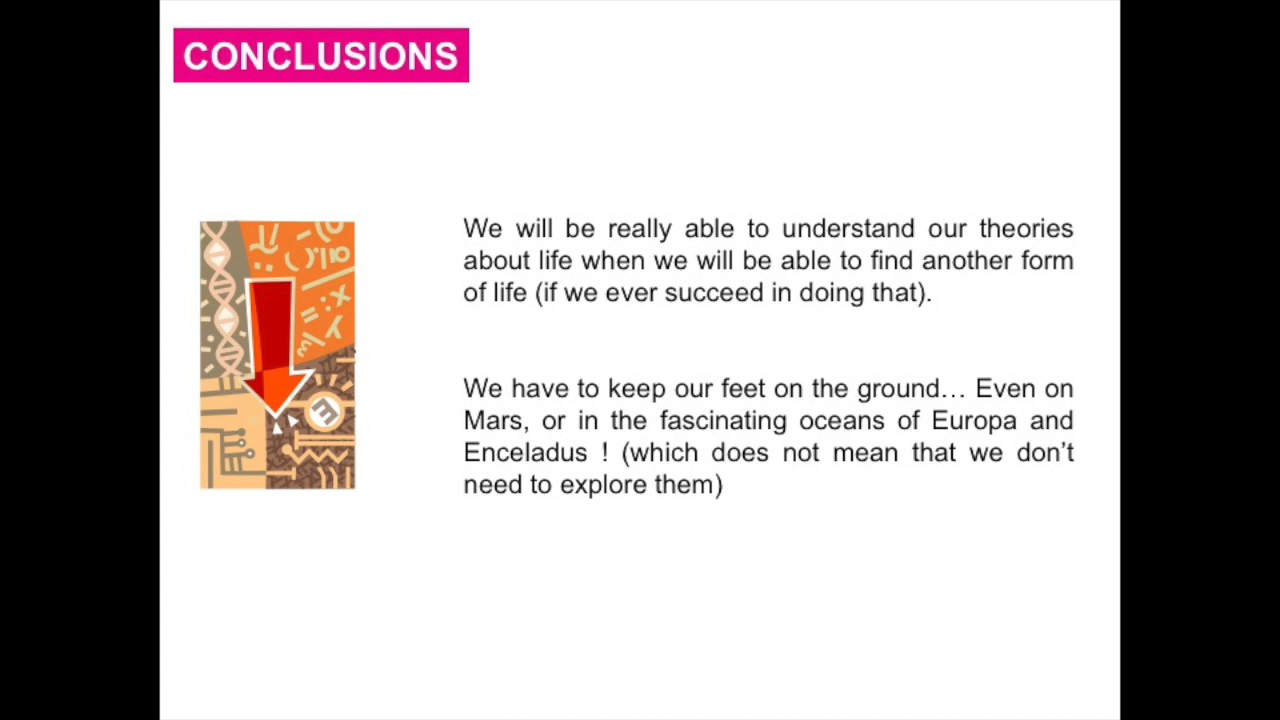 CONCLUSIONS
We will be really able to understand our theories
about life when we will be able to find another form
of life (if we ever succeed in doing that).
We have to keep our feet on the ground… Even on
Mars, or in the fascinating oceans of Europa and
Enceladus ! (which does not mean that we don’t
need to explore them)